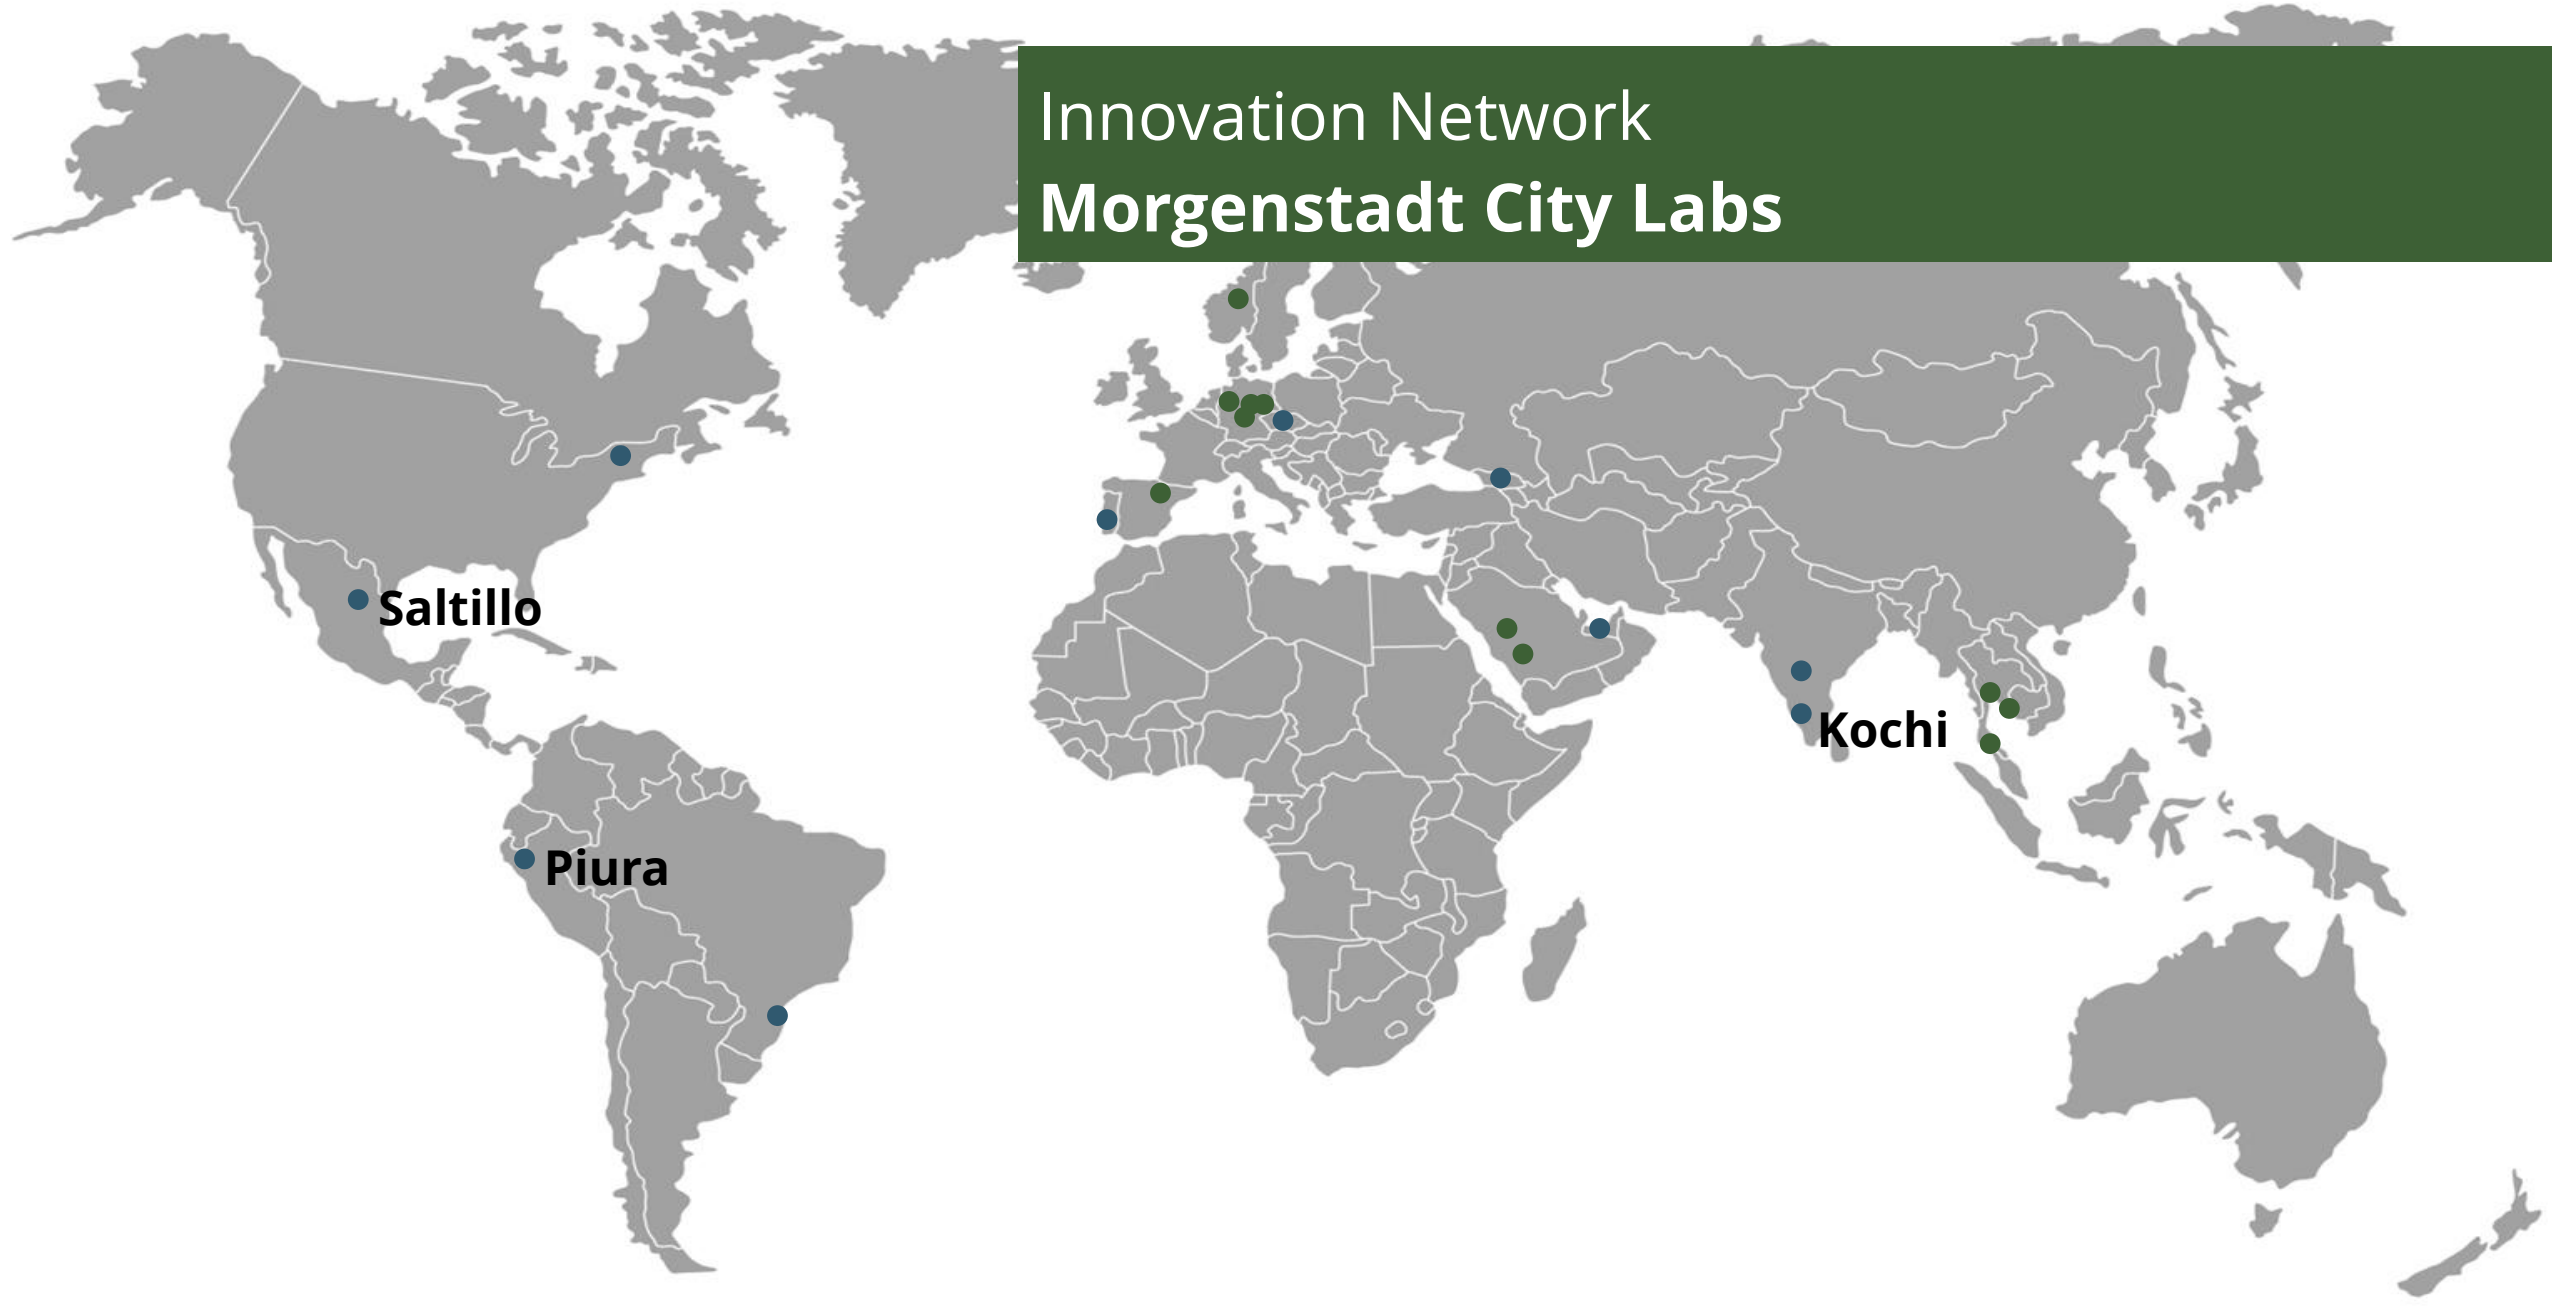 Innovation Network
Morgenstadt City Labs
Saltillo
Kochi
Piura